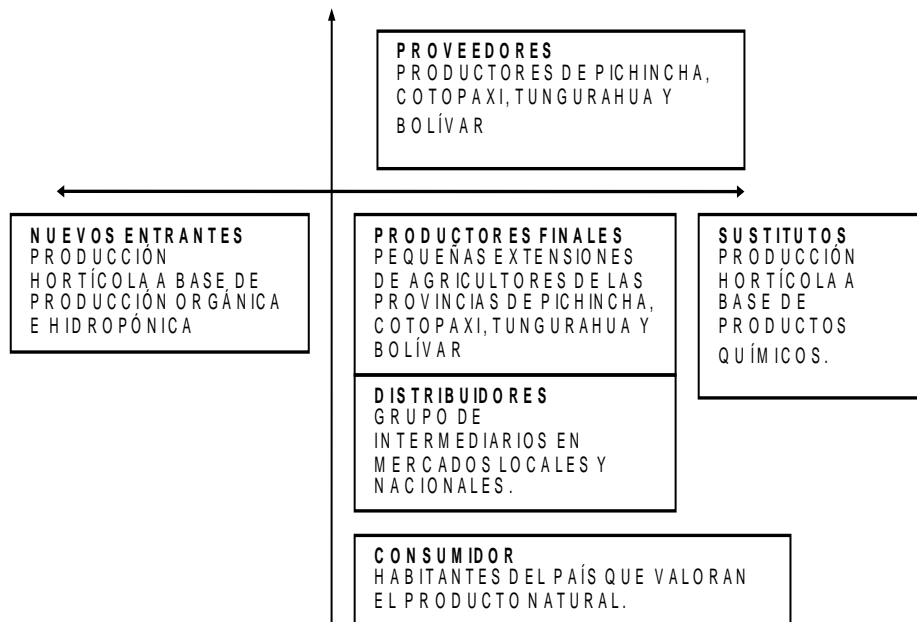 PROVEEDORES
PRODUCTORES DE PICHINCHA,
COTOPAXI, TUNGURAHUA Y
BOLÍVAR
NUEVOS ENTRANTES
PRODUCCIÓN
HORTÍCOLA A BASE DE
PRODUCCIÓN ORGÁNICA
E HIDROPÓNICA
PRODUCTORES FINALES
PEQUEÑAS EXTENSIONES
DE AGRICULTORES DE LAS
PROVINCIAS DE PICHINCHA,
COTOPAXI, TUNGURAHUA Y
BOLÍVAR
SUSTITUTOS
PRODUCCIÓN
HORTÍCOLA A
BASE DE
PRODUCTOS
QUÍMICOS.
DISTRIBUIDORES
GRUPO DE
INTERMEDIARIOS EN
MERCADOS LOCALES Y
NACIONALES.
CONSUMIDOR
HABITANTES DEL PAÍS QUE VALORAN
EL PRODUCTO NATURAL.